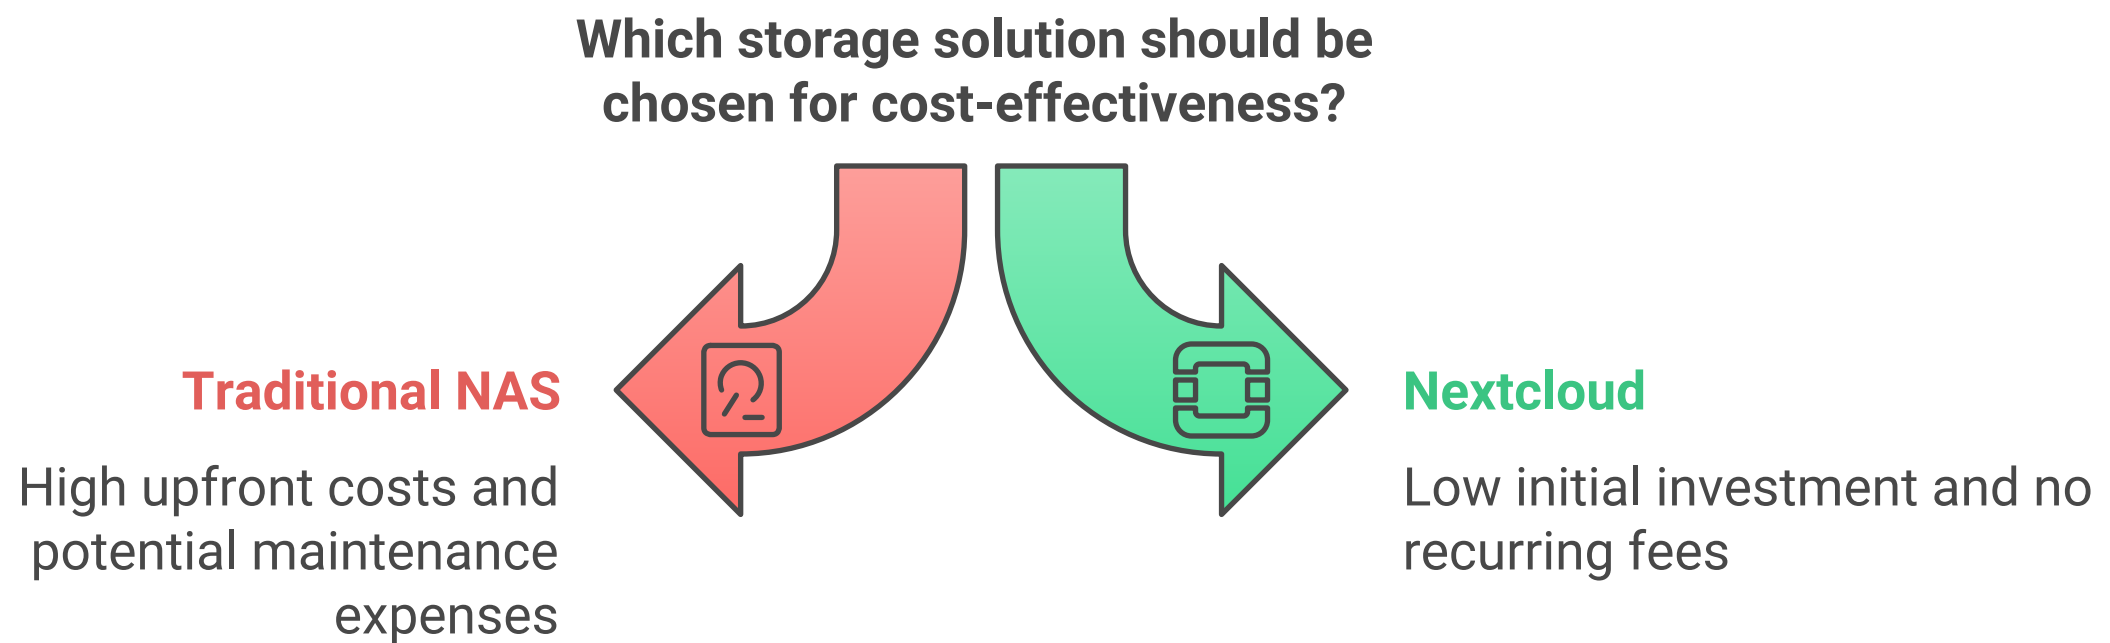 Which storage solution should be
chosen for cost-effectiveness?
Traditional NAS
High upfront costs and
potential maintenance
expenses
Nextcloud
Low initial investment and no
recurring fees